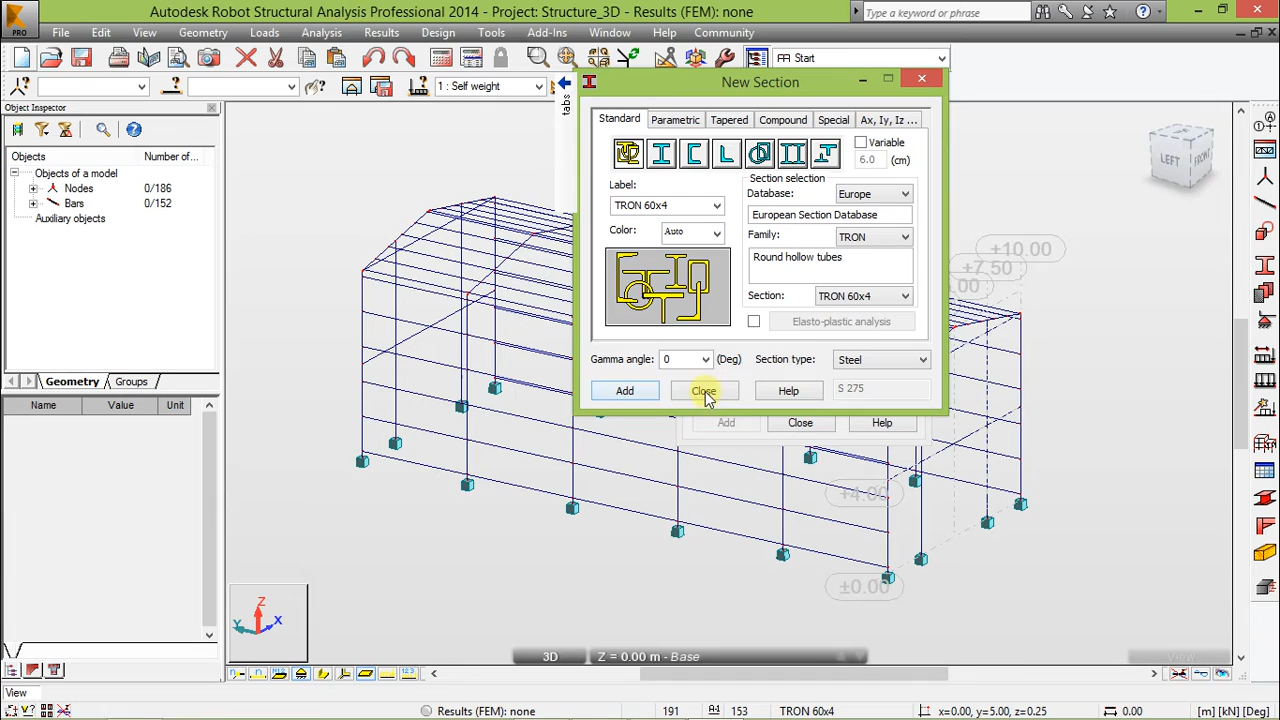 Autodesk Robot Structural Analysis Professional 2014 - Project: Structure_3D - Results (FEM): none
Type a keyword or phrase
PRO
File Edit View Geometry Loads Analysis Results Design Tools Add-Ins Window Help Community
Start
1 : Self weight
New Section
tabs
Object Inspector
Standard Parametric Tapered Compound Special Ax, Iy, Iz ...
Objects Number of...
Objects of a model
Nodes 0/186
Bars 0/152
Auxiliary objects
Variable
6.0 (cm)
Label:
TRON 60x4
Color: Auto
Section selection
Database: Europe
European Section Database
Family: TRON
Round hollow tubes
Section: TRON 60x4
Elasto-plastic analysis
Gamma angle: 0 (Deg) Section type: Steel
Add Close Help S 275
Add Close Help
LEFT FRONT
+10.00
+7.50
.00
+4.00
±0.00
Geometry Groups
Name Value Unit
Z
Y X
3D Z = 0.00 m - Base
View
View
Results (FEM): none 191 153 TRON 60x4 x=0.00, y=5.00, z=0.25 0.00 [m] [kN] [Deg]